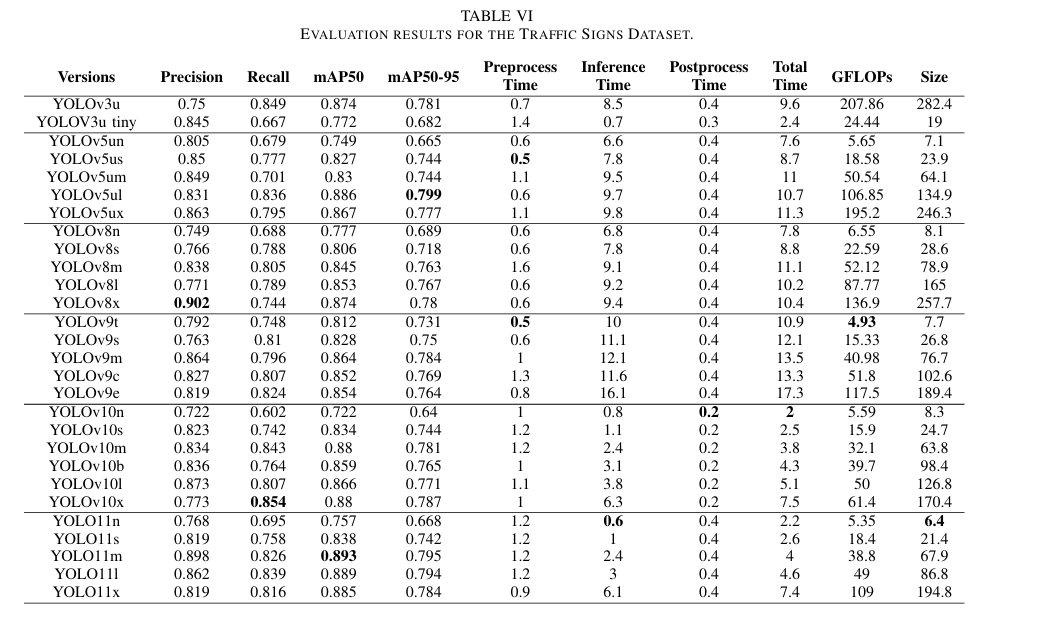 TABLE VI
EVALUATION RESULTS FOR THE TRAFFIC SIGNS DATASET.
Versions Precision Recall mAP50 mAP50-95 Preprocess Time Inference Time Postprocess Time Total Time GFLOPs Size
YOLOv3u 0.75 0.849 0.874 0.781 0.7 8.5 0.4 9.6 207.86 282.4
YOLOV3u tiny 0.845 0.667 0.772 0.682 1.4 0.7 0.3 2.4 24.44 19
YOLOv5un 0.805 0.679 0.749 0.665 0.6 6.6 0.4 7.6 5.65 7.1
YOLOv5us 0.85 0.777 0.827 0.744 0.5 7.8 0.4 8.7 18.58 23.9
YOLOv5um 0.849 0.701 0.83 0.744 1.1 9.5 0.4 11 50.54 64.1
YOLOv5ul 0.831 0.836 0.886 0.799 0.6 9.7 0.4 10.7 106.85 134.9
YOLOv5ux 0.863 0.795 0.867 0.777 1.1 9.8 0.4 11.3 195.2 246.3
YOLOv8n 0.749 0.688 0.777 0.689 0.6 6.8 0.4 7.8 6.55 8.1
YOLOv8s 0.766 0.788 0.806 0.718 0.6 7.8 0.4 8.8 22.59 28.6
YOLOv8m 0.838 0.805 0.845 0.763 1.6 9.1 0.4 11.1 52.12 78.9
YOLOv8l 0.771 0.789 0.853 0.767 0.6 9.2 0.4 10.2 87.77 165
YOLOv8x 0.902 0.744 0.874 0.78 0.6 9.4 0.4 10.4 136.9 257.7
YOLOv9t 0.792 0.748 0.812 0.731 0.5 10 0.4 10.9 4.93 7.7
YOLOv9s 0.763 0.81 0.828 0.75 0.6 11.1 0.4 12.1 15.33 26.8
YOLOv9m 0.864 0.796 0.864 0.784 1 12.1 0.4 13.5 40.98 76.7
YOLOv9c 0.827 0.807 0.852 0.769 1.3 11.6 0.4 13.3 51.8 102.6
YOLOv9e 0.819 0.824 0.854 0.764 0.8 16.1 0.4 17.3 117.5 189.4
YOLOv10n 0.722 0.602 0.722 0.64 1 0.8 0.2 2 5.59 8.3
YOLOv10s 0.823 0.742 0.834 0.744 1.2 1.1 0.2 2.5 15.9 24.7
YOLOv10m 0.834 0.843 0.88 0.781 1.2 2.4 0.2 3.8 32.1 63.8
YOLOv10b 0.836 0.764 0.859 0.765 1 3.1 0.2 4.3 39.7 98.4
YOLOv10l 0.873 0.807 0.866 0.771 1.1 3.8 0.2 5.1 50 126.8
YOLOv10x 0.773 0.854 0.88 0.787 1 6.3 0.2 7.5 61.4 170.4
YOLO11n 0.768 0.695 0.757 0.668 1.2 0.6 0.4 2.2 5.35 6.4
YOLO11s 0.819 0.758 0.838 0.742 1.2 1 0.4 2.6 18.4 21.4
YOLO11m 0.898 0.826 0.893 0.795 1.2 2.4 0.4 4 38.8 67.9
YOLO11l 0.862 0.839 0.889 0.794 1.2 3 0.4 4.6 49 86.8
YOLO11x 0.819 0.816 0.885 0.784 0.9 6.1 0.4 7.4 109 194.8